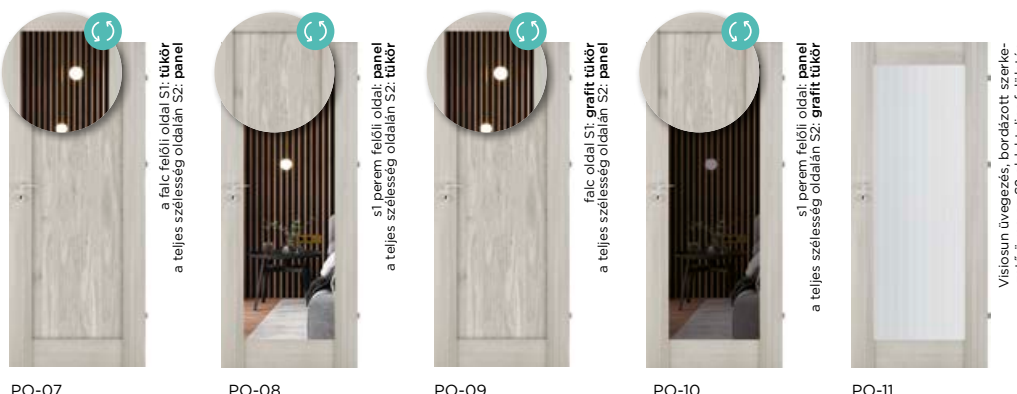 a falc felőli oldal S1: tükör
a teljes szélesség oldalán S2: panel
PO-07
s1 perem felőli oldal: panel
a teljes szélesség oldalán S2: tükör
PO-08
falc oldal S1: grafit tükör
a teljes szélesség oldalán S2: panel
PO-09
s1 perem felőli oldal: panel
a teljes szélesség oldalán S2: grafit tükör
PO-10
Visiosun üvegezés, bordázott szerke-
PO-11